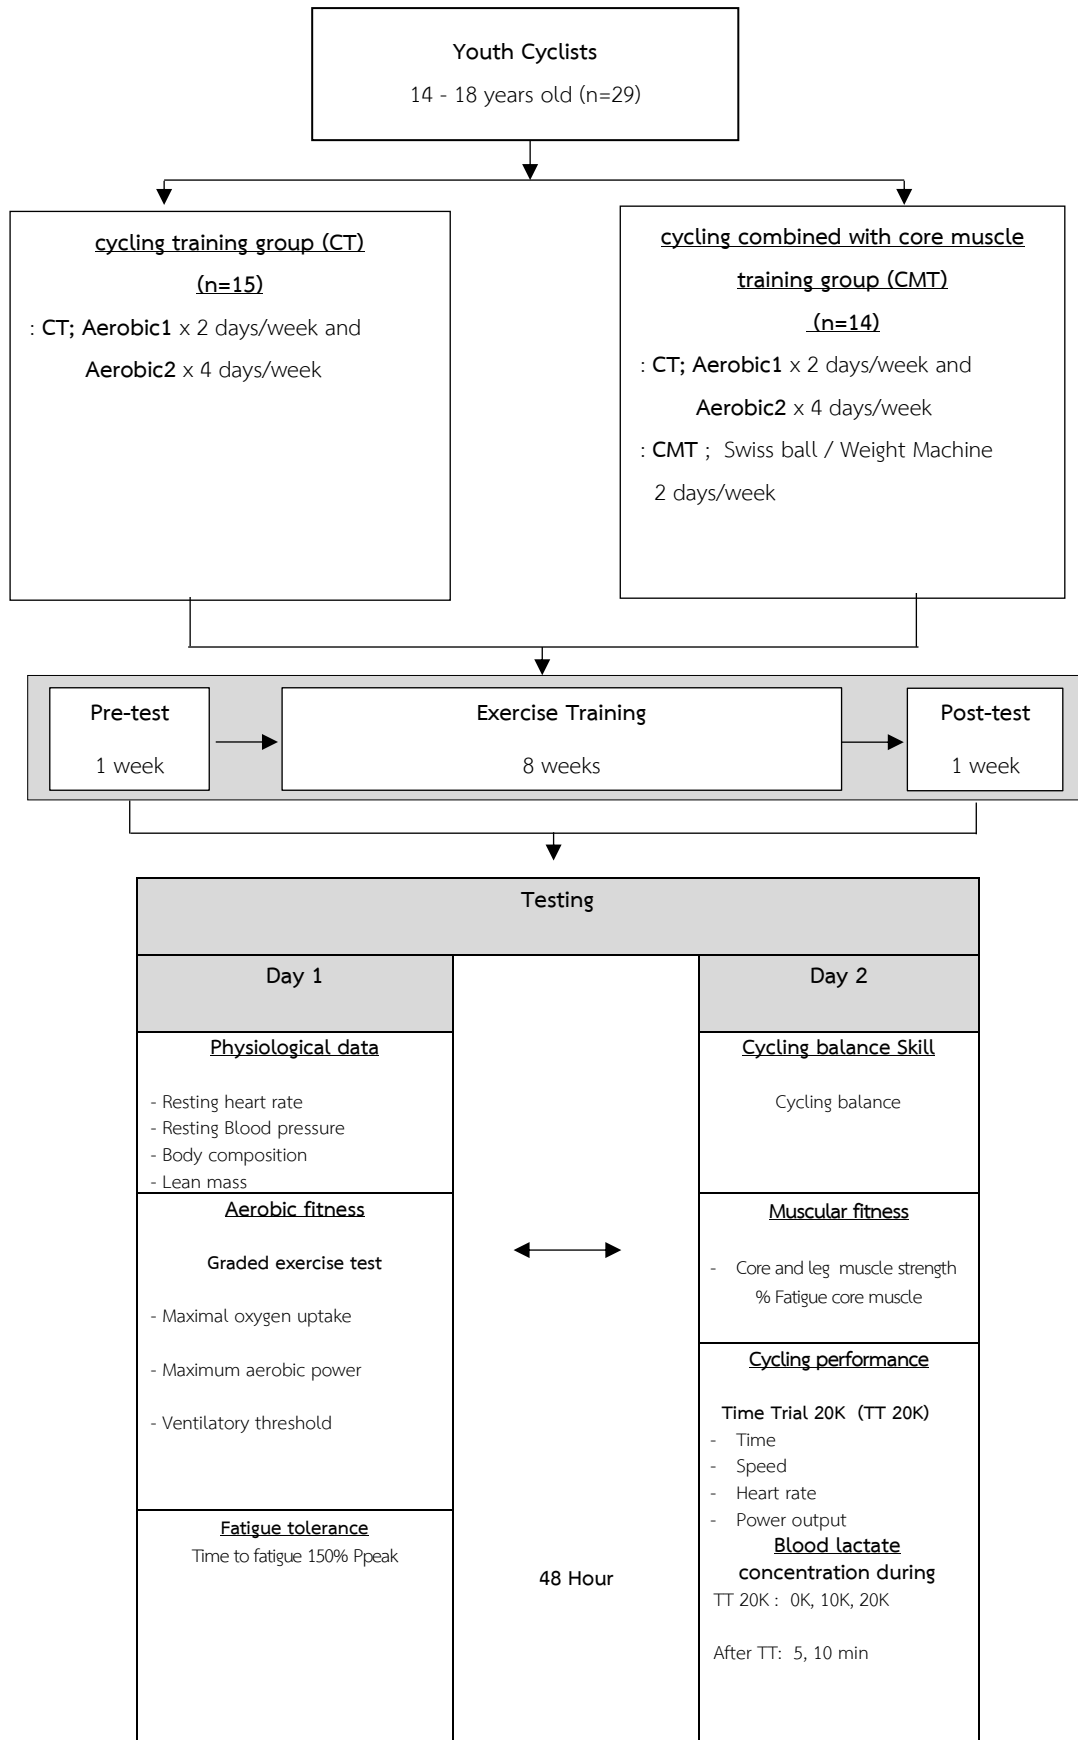 Youth Cyclists
14 - 18 years old (n=29)
cycling training group (CT)
(n=15)
: CT; Aerobic1 x 2 days/week and
Aerobic2 x 4 days/week
cycling combined with core muscle
training group (CMT)
(n=14)
: CT; Aerobic1 x 2 days/week and
Aerobic2 x 4 days/week
: CMT ; Swiss ball / Weight Machine
2 days/week
Pre-test
1 week
Exercise Training
8 weeks
Post-test
1 week
Testing
Day 1
Physiological data
- Resting heart rate
- Resting Blood pressure
- Body composition
- Lean mass
Aerobic fitness
Graded exercise test
- Maximal oxygen uptake
- Maximum aerobic power
- Ventilatory threshold
Fatigue tolerance
Time to fatigue 150% Ppeak
48 Hour
Day 2
Cycling balance Skill
Cycling balance
Muscular fitness
- Core and leg muscle strength
% Fatigue core muscle
Cycling performance
Time Trial 20K (TT 20K)
- Time
- Speed
- Heart rate
- Power output
Blood lactate
concentration during
TT 20K : 0K, 10K, 20K
After TT: 5, 10 min